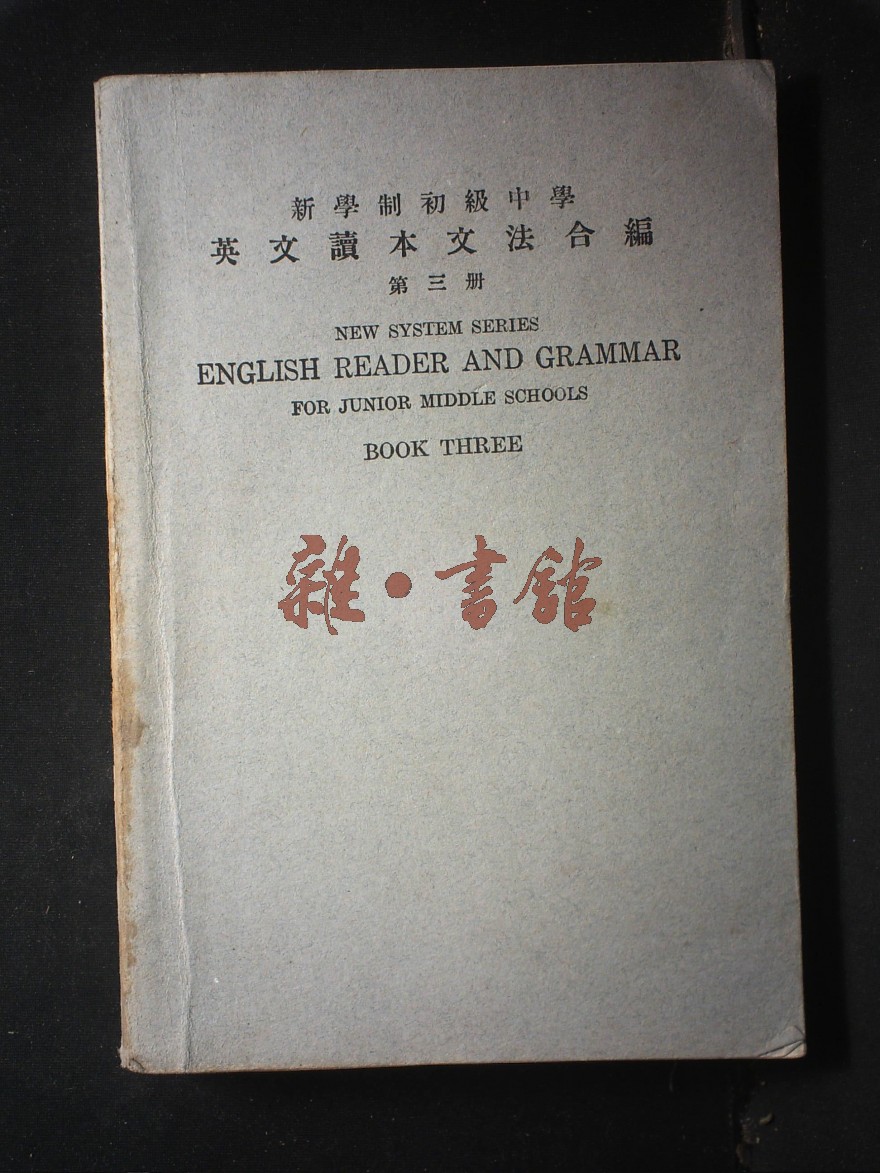 新學制初級中學
英文讀本文法合編
第三册
NEW SYSTEM SERIES
ENGLISH READER AND GRAMMAR
FOR JUNIOR MIDDLE SCHOOLS
BOOK THREE
雜·書館